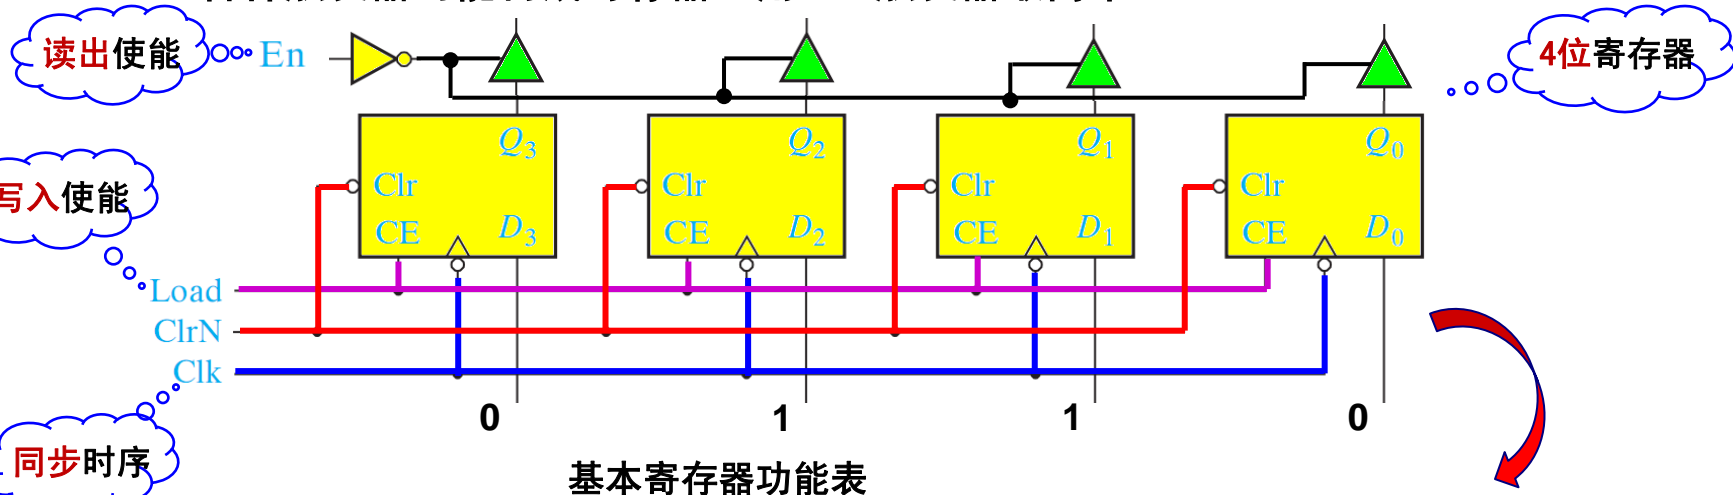 读出使能
En
4位寄存器
Q3
Q2
Q1
Q0
Clr
Clr
Clr
Clr
写入使能
CE
D3
CE
D2
CE
D1
CE
D0
Load
ClrN
Clk
0
1
1
0
同步时序
基本寄存器功能表